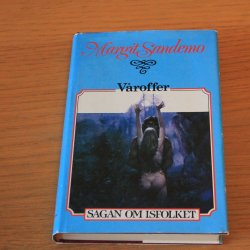 Margit Sandemo
Våroffer
SAGAN OM ISFOLKET